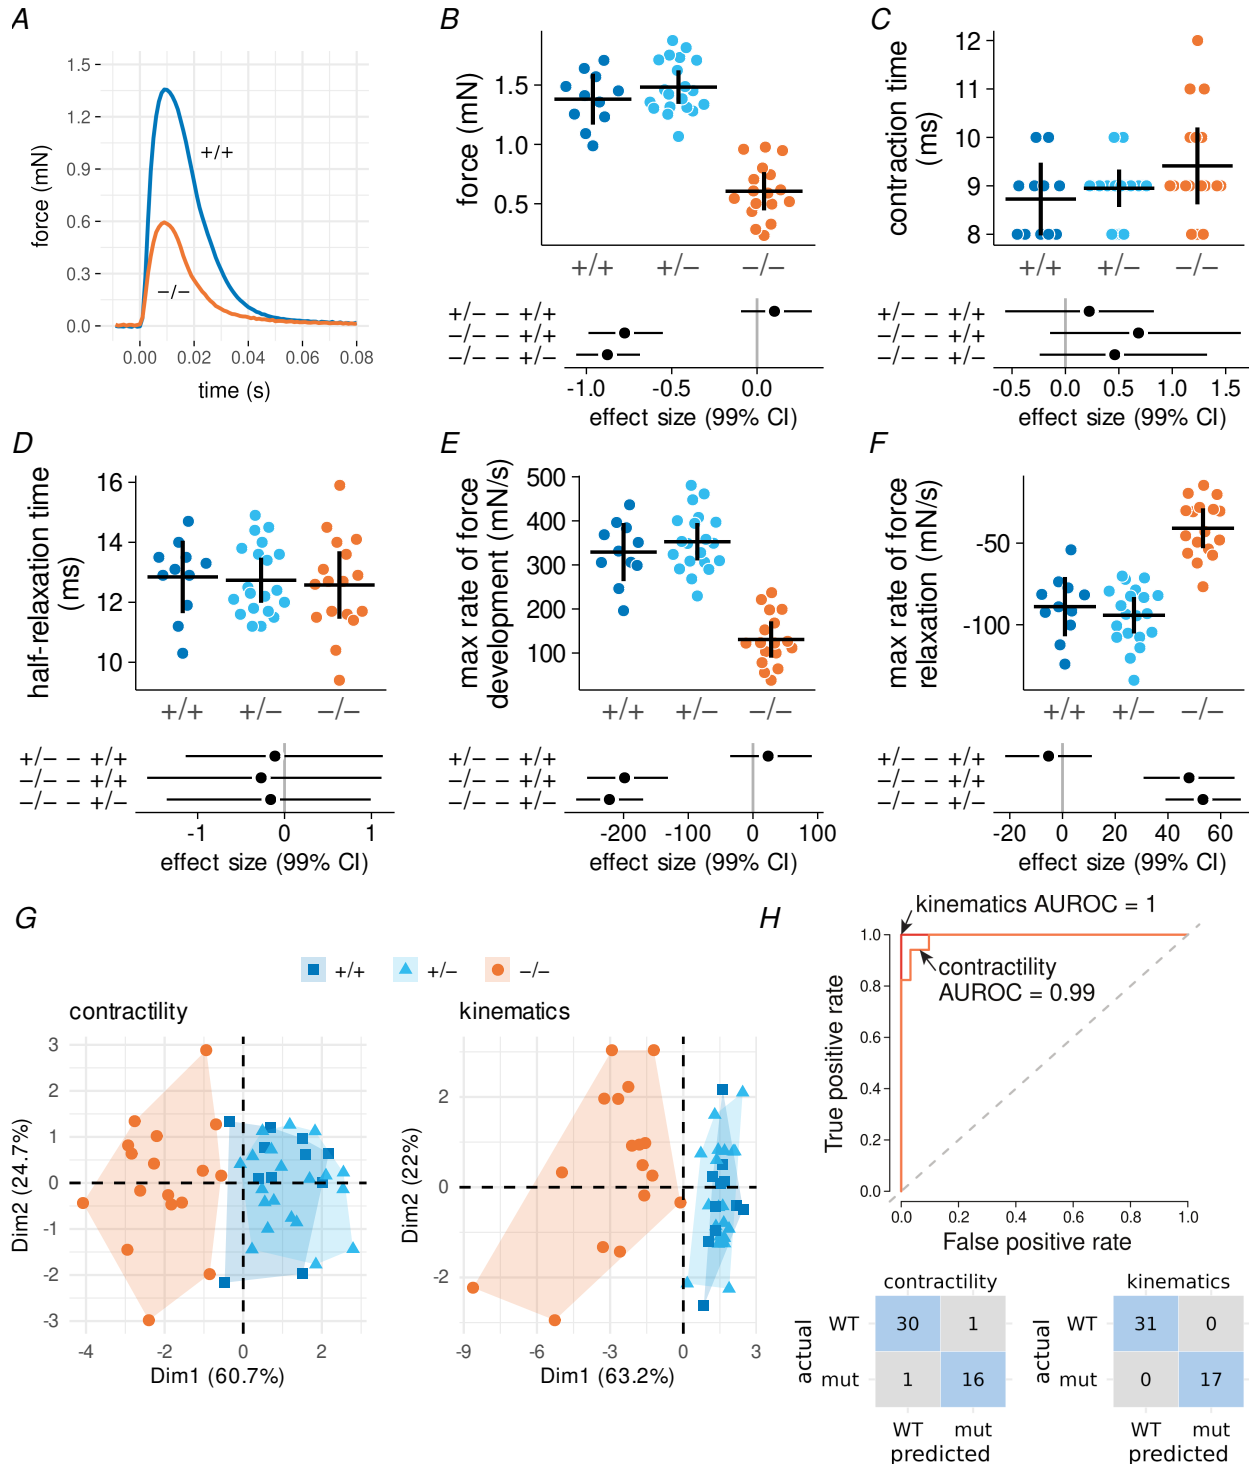 A
force (mN)
1.5
1.2
0.9
0.6
0.3
0.0
+/+
−/−
0.00 0.02 0.04 0.06 0.08
time (s)
B
force (mN)
1.5
1.0
0.5
+/+ +/− −/−
+/− − +/+
−/− − +/+
−/− − +/−
-1.0 -0.5 0.0
effect size (99% CI)
C
contraction time
(ms)
12
11
10
9
8
+/+ +/− −/−
+/− − +/+
−/− − +/+
−/− − +/−
-0.5 0.0 0.5 1.0 1.5
effect size (99% CI)
D
half-relaxation time
(ms)
16
14
12
10
+/+ +/− −/−
+/− − +/+
−/− − +/+
−/− − +/−
-1 0 1
effect size (99% CI)
E
max rate of force
development (mN/s)
500
400
300
200
100
+/+ +/− −/−
+/− − +/+
−/− − +/+
−/− − +/−
-200 -100 0 100
effect size (99% CI)
F
max rate of force
relaxation (mN/s)
-50
-100
+/+ +/− −/−
+/− − +/+
−/− − +/+
−/− − +/−
-20 0 20 40 60
effect size (99% CI)
G
+/+ +/− −/−
contractility
Dim2 (24.7%)
3
2
1
0
-1
-2
-3
-4 -2 0 2
Dim1 (60.7%)
kinematics
Dim2 (22%)
2
0
-2
-9 -6 -3 0 3
Dim1 (63.2%)
H
kinematics AUROC = 1
contractility
AUROC = 0.99
True positive rate
1.0
0.8
0.6
0.4
0.2
0.0
0.0 0.2 0.4 0.6 0.8 1.0
False positive rate
contractility
actual
WT 30 1
mut 1 16
WT mut
predicted
kinematics
actual
WT 31 0
mut 0 17
WT mut
predicted